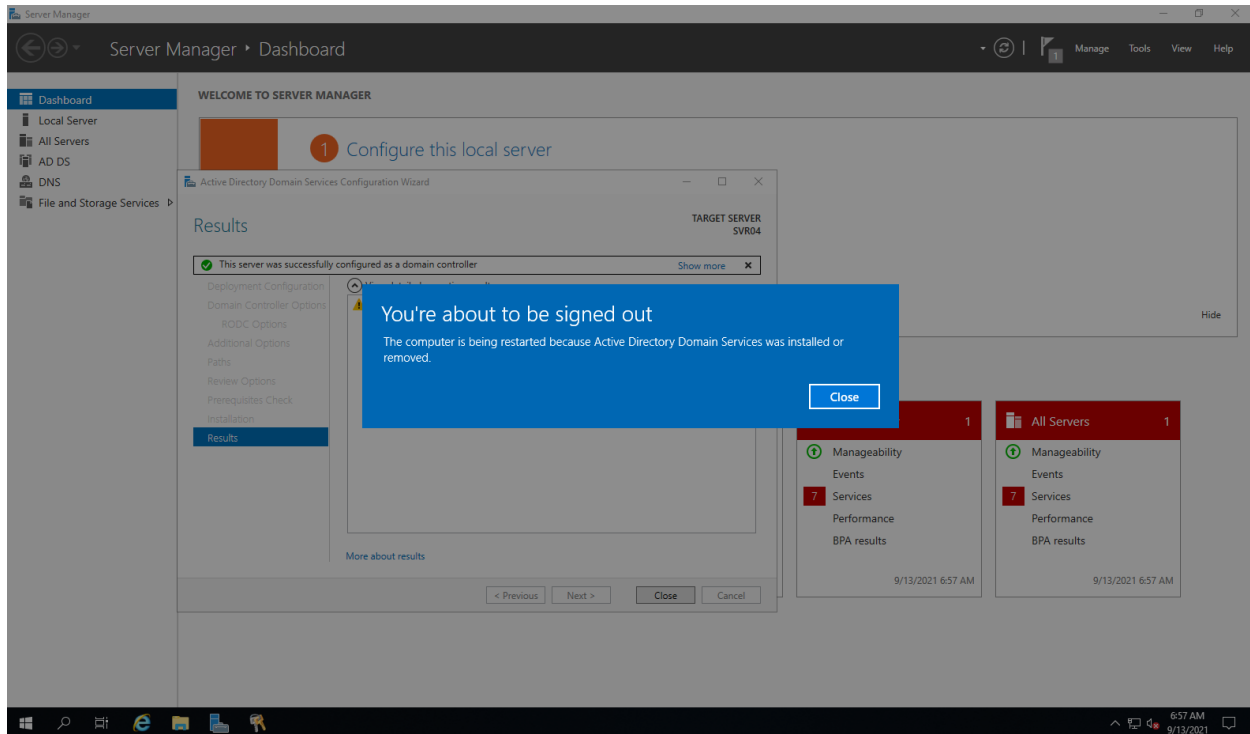 Server Manager
Server Manager • Dashboard
1
Manage Tools View Help
Dashboard
Local Server
All Servers
AD DS
DNS
File and Storage Services
WELCOME TO SERVER MANAGER
1 Configure this local server
Active Directory Domain Services Configuration Wizard
Results
TARGET SERVER
SVR04
This server was successfully configured as a domain controller
Show more
Deployment Configuration
Domain Controller Options
RODC Options
Additional Options
Paths
Review Options
Prerequisites Check
Installation
Results
You're about to be signed out
The computer is being restarted because Active Directory Domain Services was installed or
removed.
Close
Hide
More about results
< Previous Next > Close Cancel
1
Manageability
Events
7 Services
Performance
BPA results
9/13/2021 6:57 AM
All Servers 1
Manageability
Events
7 Services
Performance
BPA results
9/13/2021 6:57 AM
6:57 AM
9/13/2021